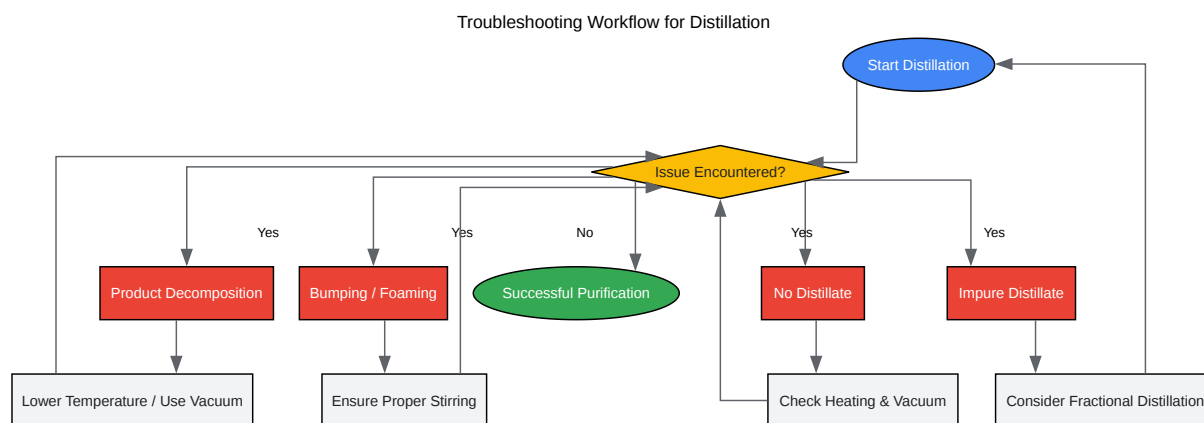 Troubleshooting Workflow for Distillation
Start Distillation
Issue Encountered?
Yes
Yes
No
Yes
Yes
Product Decomposition
Bumping / Foaming
Successful Purification
No Distillate
Impure Distillate
Lower Temperature / Use Vacuum
Ensure Proper Stirring
Check Heating & Vacuum
Consider Fractional Distillation